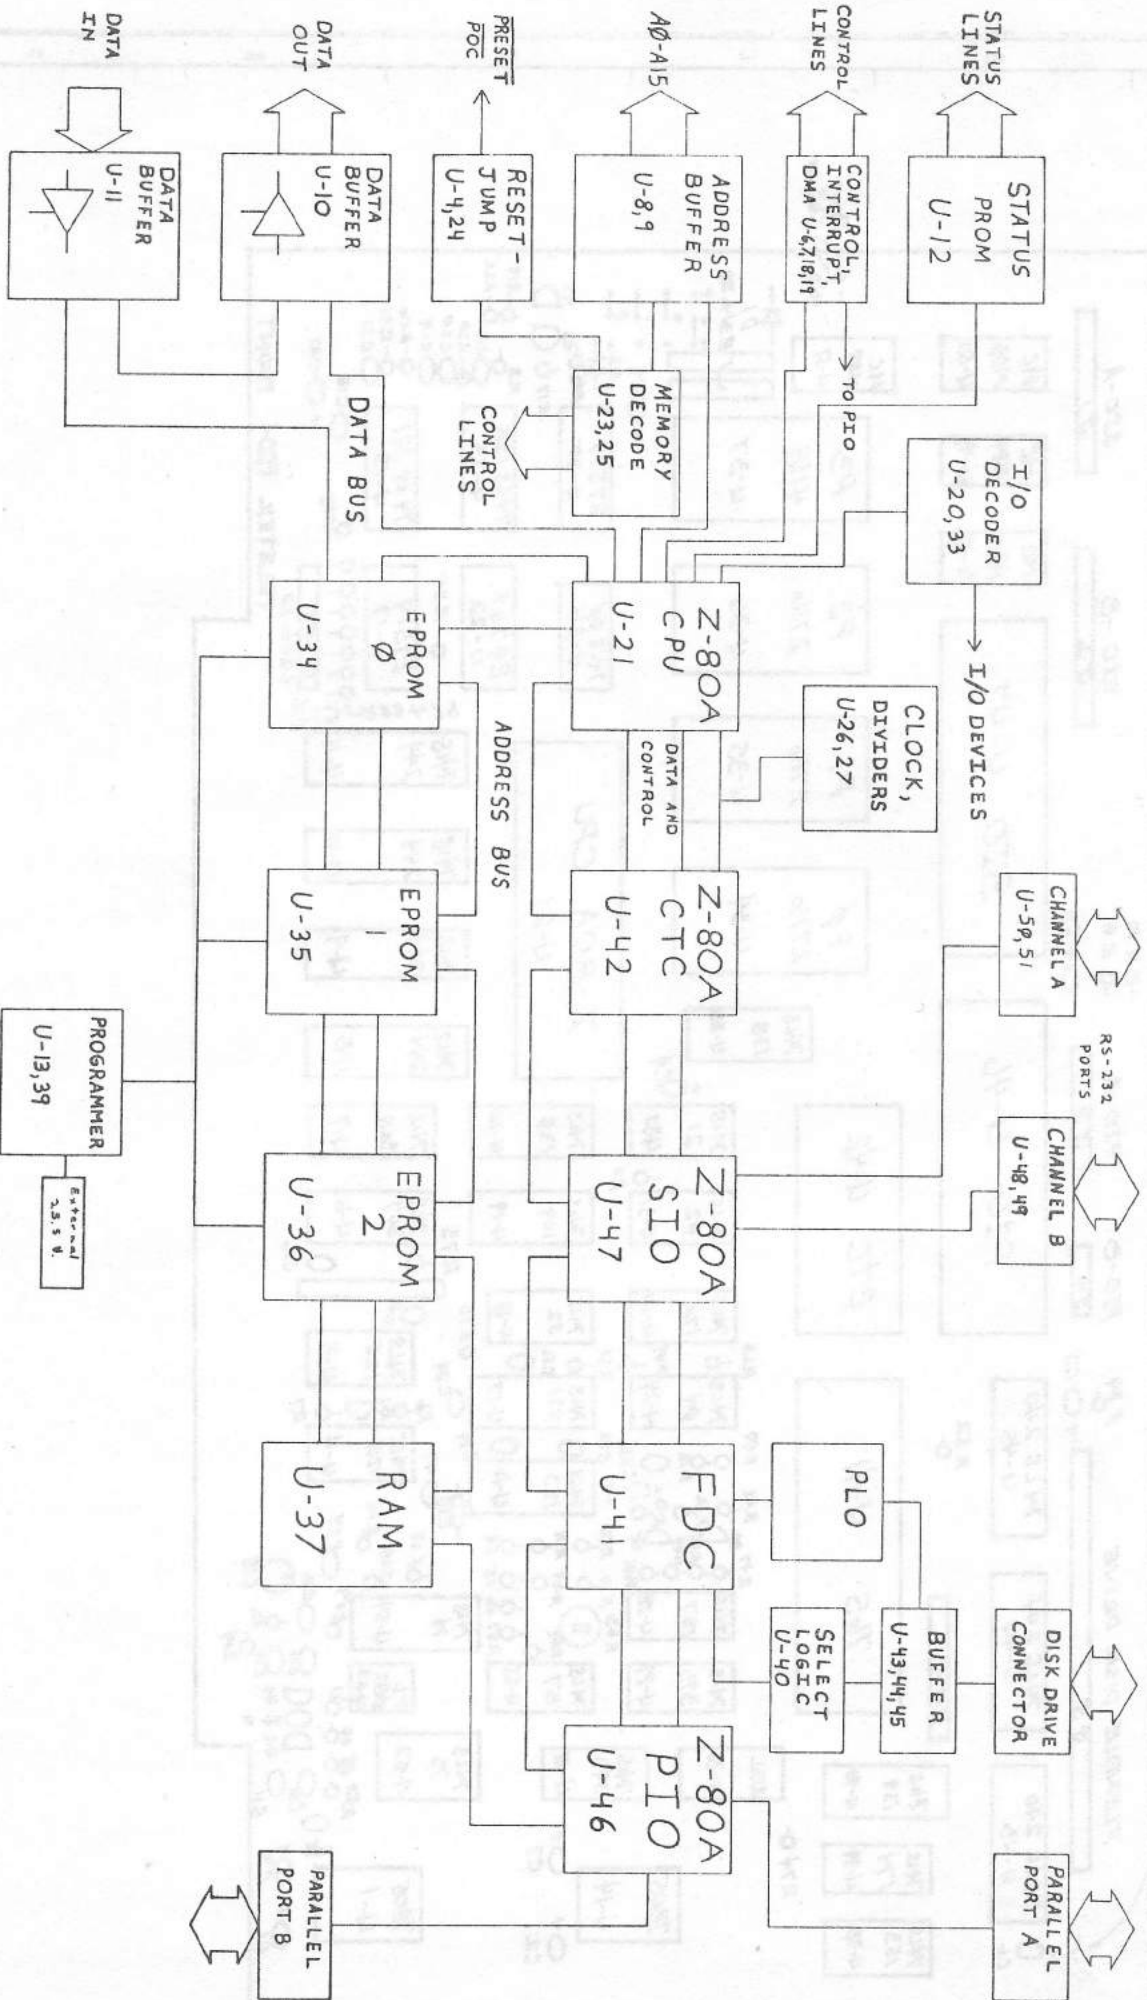 STATUS
LINES
STATUS
PROM
U-12
CONTROL
LINES
CONTROL,
INTERRUPT,
DMA U-6,7,18,19
→ TO PIO
AØ-A15
ADDRESS
BUFFER
U-8,9
PRESET
POC
RESET-
JUMP
U-4,24
DATA
OUT
DATA
BUFFER
U-10
DATA
IN
DATA
BUFFER
U-11
MEMORY
DECODE
U-23,25
CONTROL
LINES
DATA BUS
I/O
DECODER
U-20,33
→ I/O DEVICES
CLOCK,
DIVIDERS
U-26,27
Z-80A
CPU
U-21
DATA AND
CONTROL
Z-80A
CTC
U-42
Z-80A
SIO
U-47
FDC
U-41
Z-80A
PIO
U-46
ADDRESS BUS
EPROM
Ø
U-34
EPROM
1
U-35
EPROM
2
U-36
RAM
U-37
PROGRAMMER
U-13,39
External
25.5 V.
CHANNEL A
U-50,51
RS-232
PORTS
CHANNEL B
U-48,49
PLO
SELECT
LOGIC
U-40
BUFFER
U-43,44,45
DISK DRIVE
CONNECTOR
PARALLEL
PORT A
PARALLEL
PORT B